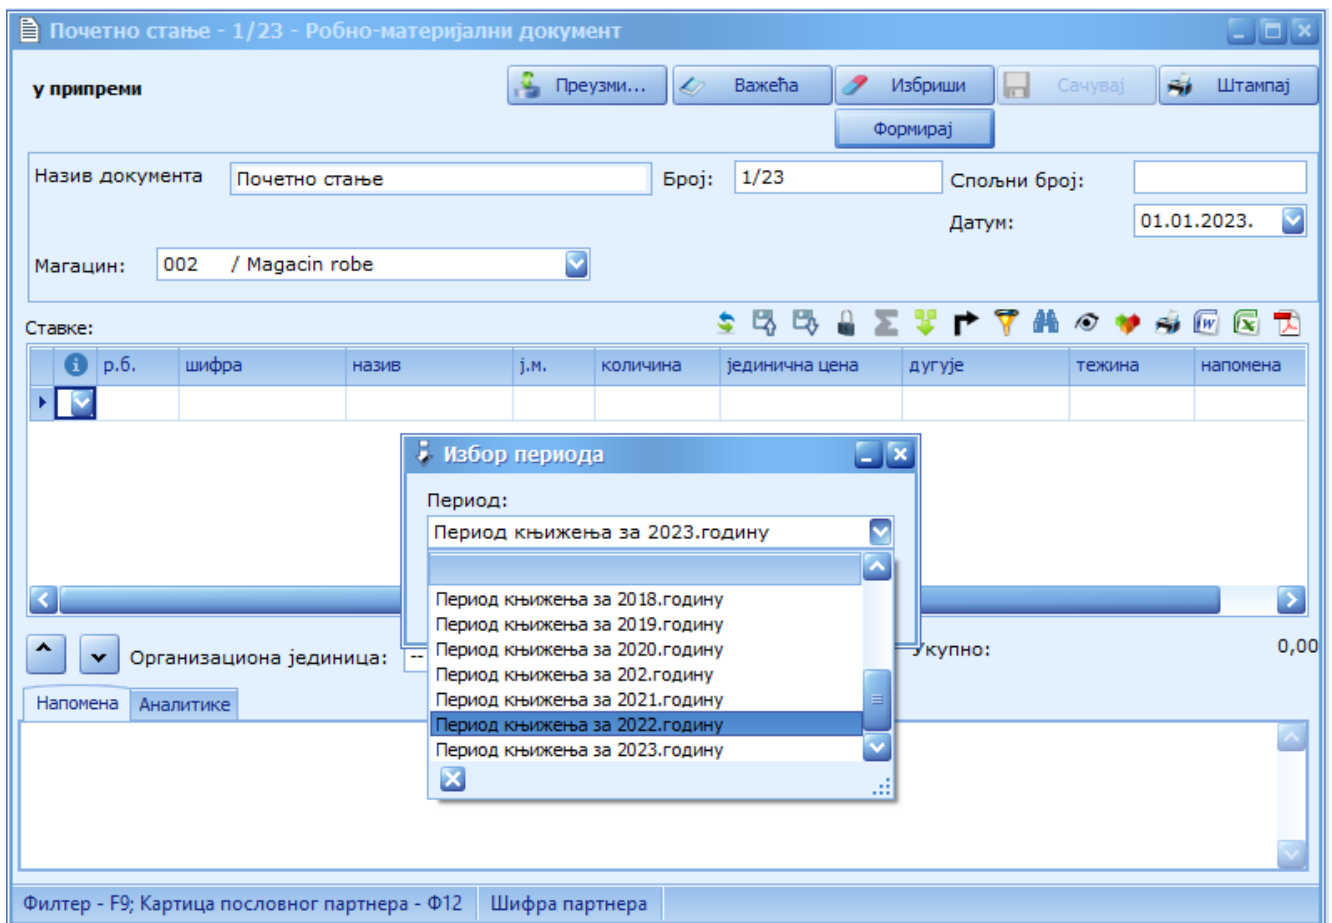 Почетно стање - 1/23 - Робно-материјални документ
у припреми
Преузми... Важећа Избриши Сачувај Штампај
Формирај
Назив документа Почетно стање Број: 1/23 Спољни број:
Датум: 01.01.2023.
Магацин: 002 / Magacin robe
Ставке:
р.б. шифра назив ј.м. количина јединична цена дугује тежина напомена
Избор периода
Период:
Период књижења за 2023.годину
Период књижења за 2018.годину
Период књижења за 2019.годину
Период књижења за 2020.годину
Период књижења за 202.годину
Период књижења за 2021.годину
Период књижења за 2022.годину
Период књижења за 2023.годину
Организациона јединица: -- Укупно: 0,00
Напомена Аналитике
Филтер - F9; Картица пословног партнера - Ф12 Шифра партнера